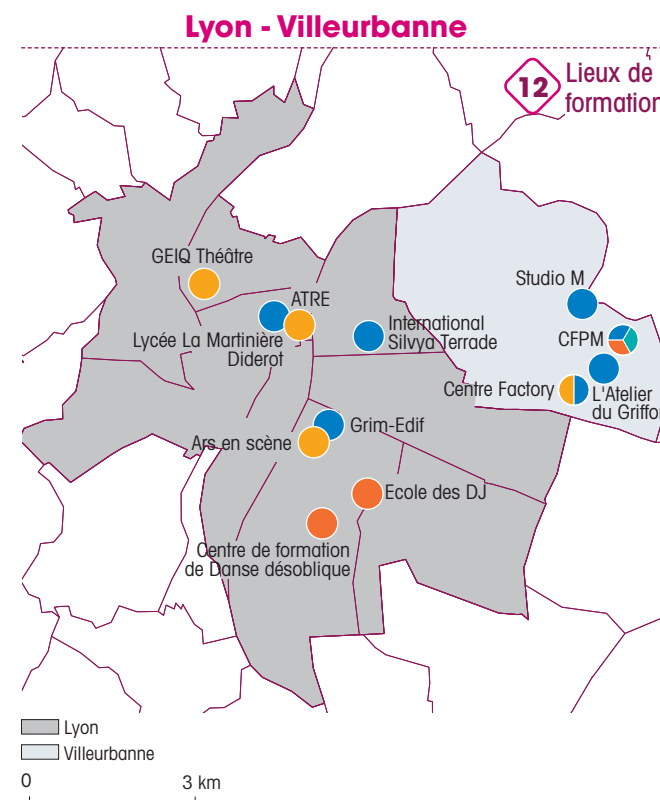 Lyon - Villeurbanne
12
Lieux de
formation
GEIQ Théâtre
ATRE
Lycée La Martinière
Diderot
International
Silvya Terrade
Studio M
CFPM
Centre Factory
L'Atelier
du Griffon
Grim-Edif
Ars en scène
Ecole des DJ
Centre de formation
de Danse désoblique
Lyon
Villeurbanne
0
3 km